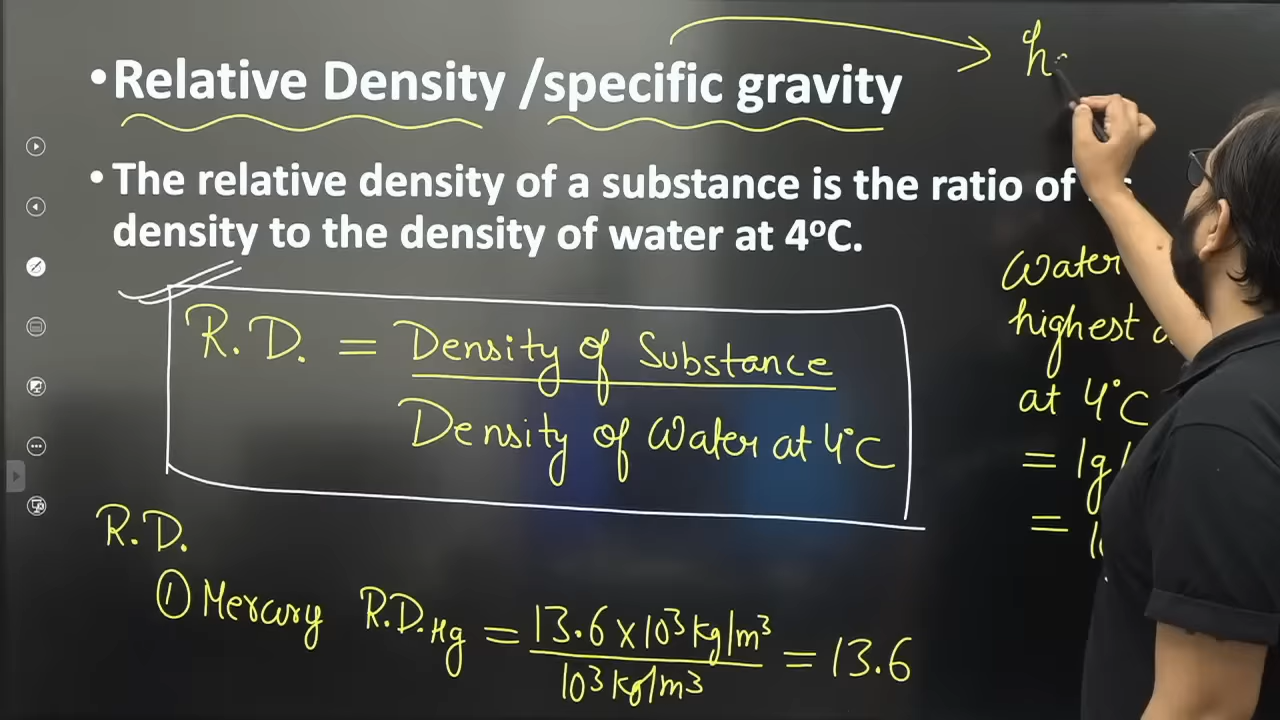 •Relative Density /specific gravity
• The relative density of a substance is the ratio of
density to the density of water at 4°C.
R.D. = Density of Substance
Density of Water at 4°C
Water
highest
at 4°C
= 1g/
=
R.D.
① Mercury R.D.Hg = 13.6 x 10³ kg/m³ = 13.6
10³ kg/m³